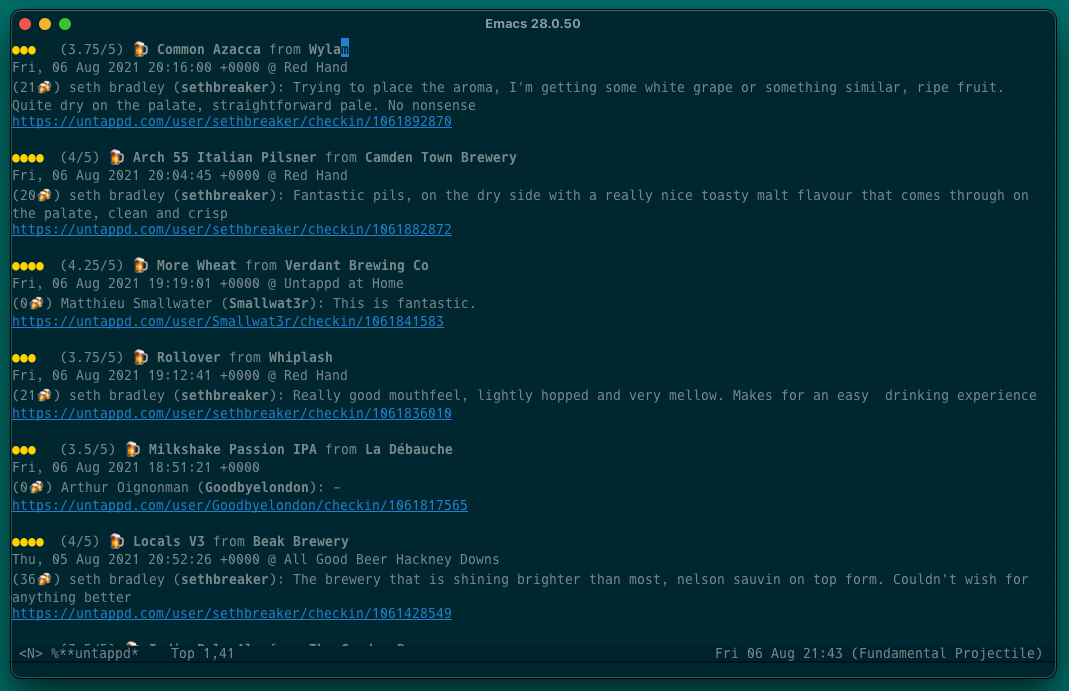 Emacs 28.0.50
●●● (3.75/5) 🍺 Common Azacca from Wylam
Fri, 06 Aug 2021 20:16:00 +0000 @ Red Hand
(21🍻) seth bradley (sethbreaker): Trying to place the aroma, I'm getting some white grape or something similar, ripe fruit.
Quite dry on the palate, straightforward pale. No nonsense
https://untappd.com/user/sethbreaker/checkin/1061892870
●●●● (4/5) 🍺 Arch 55 Italian Pilsner from Camden Town Brewery
Fri, 06 Aug 2021 20:04:45 +0000 @ Red Hand
(20🍻) seth bradley (sethbreaker): Fantastic pils, on the dry side with a really nice toasty malt flavour that comes through on
the palate, clean and crisp
https://untappd.com/user/sethbreaker/checkin/1061882872
●●●● (4.25/5) 🍺 More Wheat from Verdant Brewing Co
Fri, 06 Aug 2021 19:19:01 +0000 @ Untappd at Home
(0🍻) Matthieu Smallwater (Smallwat3r): This is fantastic.
https://untappd.com/user/Smallwat3r/checkin/1061841583
●●● (3.75/5) 🍺 Rollover from Whiplash
Fri, 06 Aug 2021 19:12:41 +0000 @ Red Hand
(21🍻) seth bradley (sethbreaker): Really good mouthfeel, lightly hopped and very mellow. Makes for an easy  drinking experience
https://untappd.com/user/sethbreaker/checkin/1061836010
●●● (3.5/5) 🍺 Milkshake Passion IPA from La Débauche
Fri, 06 Aug 2021 18:51:21 +0000
(0🍻) Arthur Oignonman (Goodbyelondon): –
https://untappd.com/user/Goodbyelondon/checkin/1061817565
●●●● (4/5) 🍺 Locals V3 from Beak Brewery
Thu, 05 Aug 2021 20:52:26 +0000 @ All Good Beer Hackney Downs
(36🍻) seth bradley (sethbreaker): The brewery that is shining brighter than most, nelson sauvin on top form. Couldn't wish for
anything better
https://untappd.com/user/sethbreaker/checkin/1061428549
<N> %**untappd* Top 1,41 Fri 06 Aug 21:43 (Fundamental Projectile)